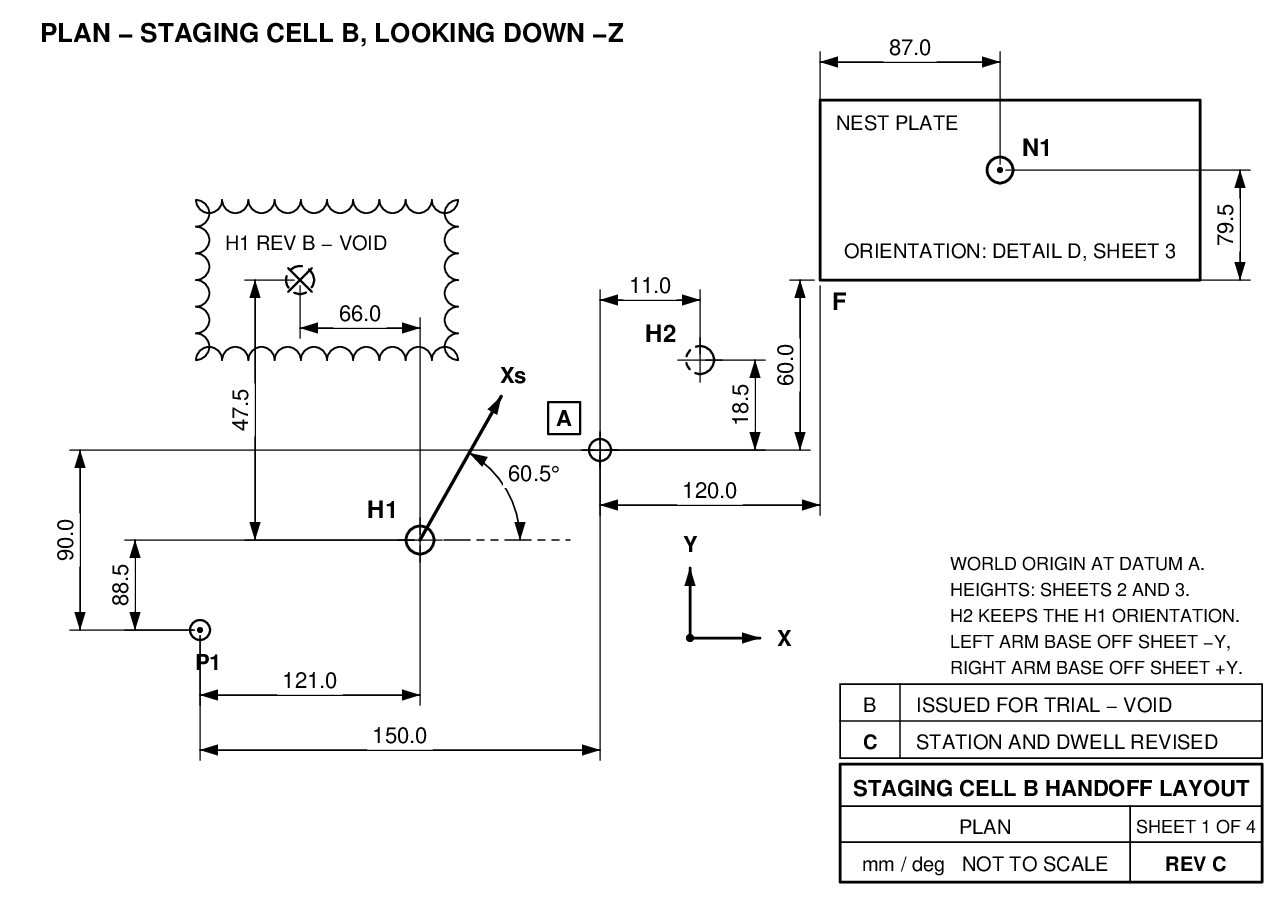 PLAN – STAGING CELL B, LOOKING DOWN –Z
87.0
NEST PLATE
N1
79.5
ORIENTATION: DETAIL D, SHEET 3
F
H1 REV B – VOID
66.0
47.5
11.0
H2
18.5
60.0
Xs
A
60.5°
H1
120.0
90.0
88.5
P1
121.0
150.0
Y
X
WORLD ORIGIN AT DATUM A.
HEIGHTS: SHEETS 2 AND 3.
H2 KEEPS THE H1 ORIENTATION.
LEFT ARM BASE OFF SHEET –Y,
RIGHT ARM BASE OFF SHEET +Y.
B ISSUED FOR TRIAL – VOID
C STATION AND DWELL REVISED
STAGING CELL B HANDOFF LAYOUT
PLAN SHEET 1 OF 4
mm / deg NOT TO SCALE REV C